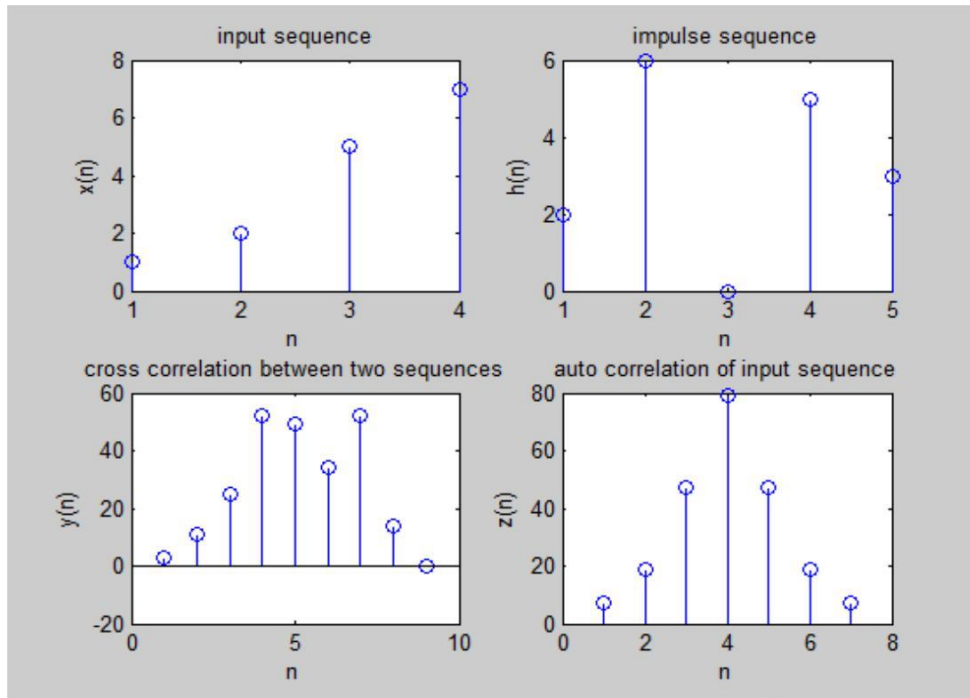 input sequence
8
6
4
2
0
1 2 3 4
x(n)
n
impulse sequence
6
4
2
0
1 2 3 4 5
h(n)
n
cross correlation between two sequences
60
40
20
0
-20
0 5 10
y(n)
n
auto correlation of input sequence
80
60
40
20
0
0 2 4 6 8
z(n)
n